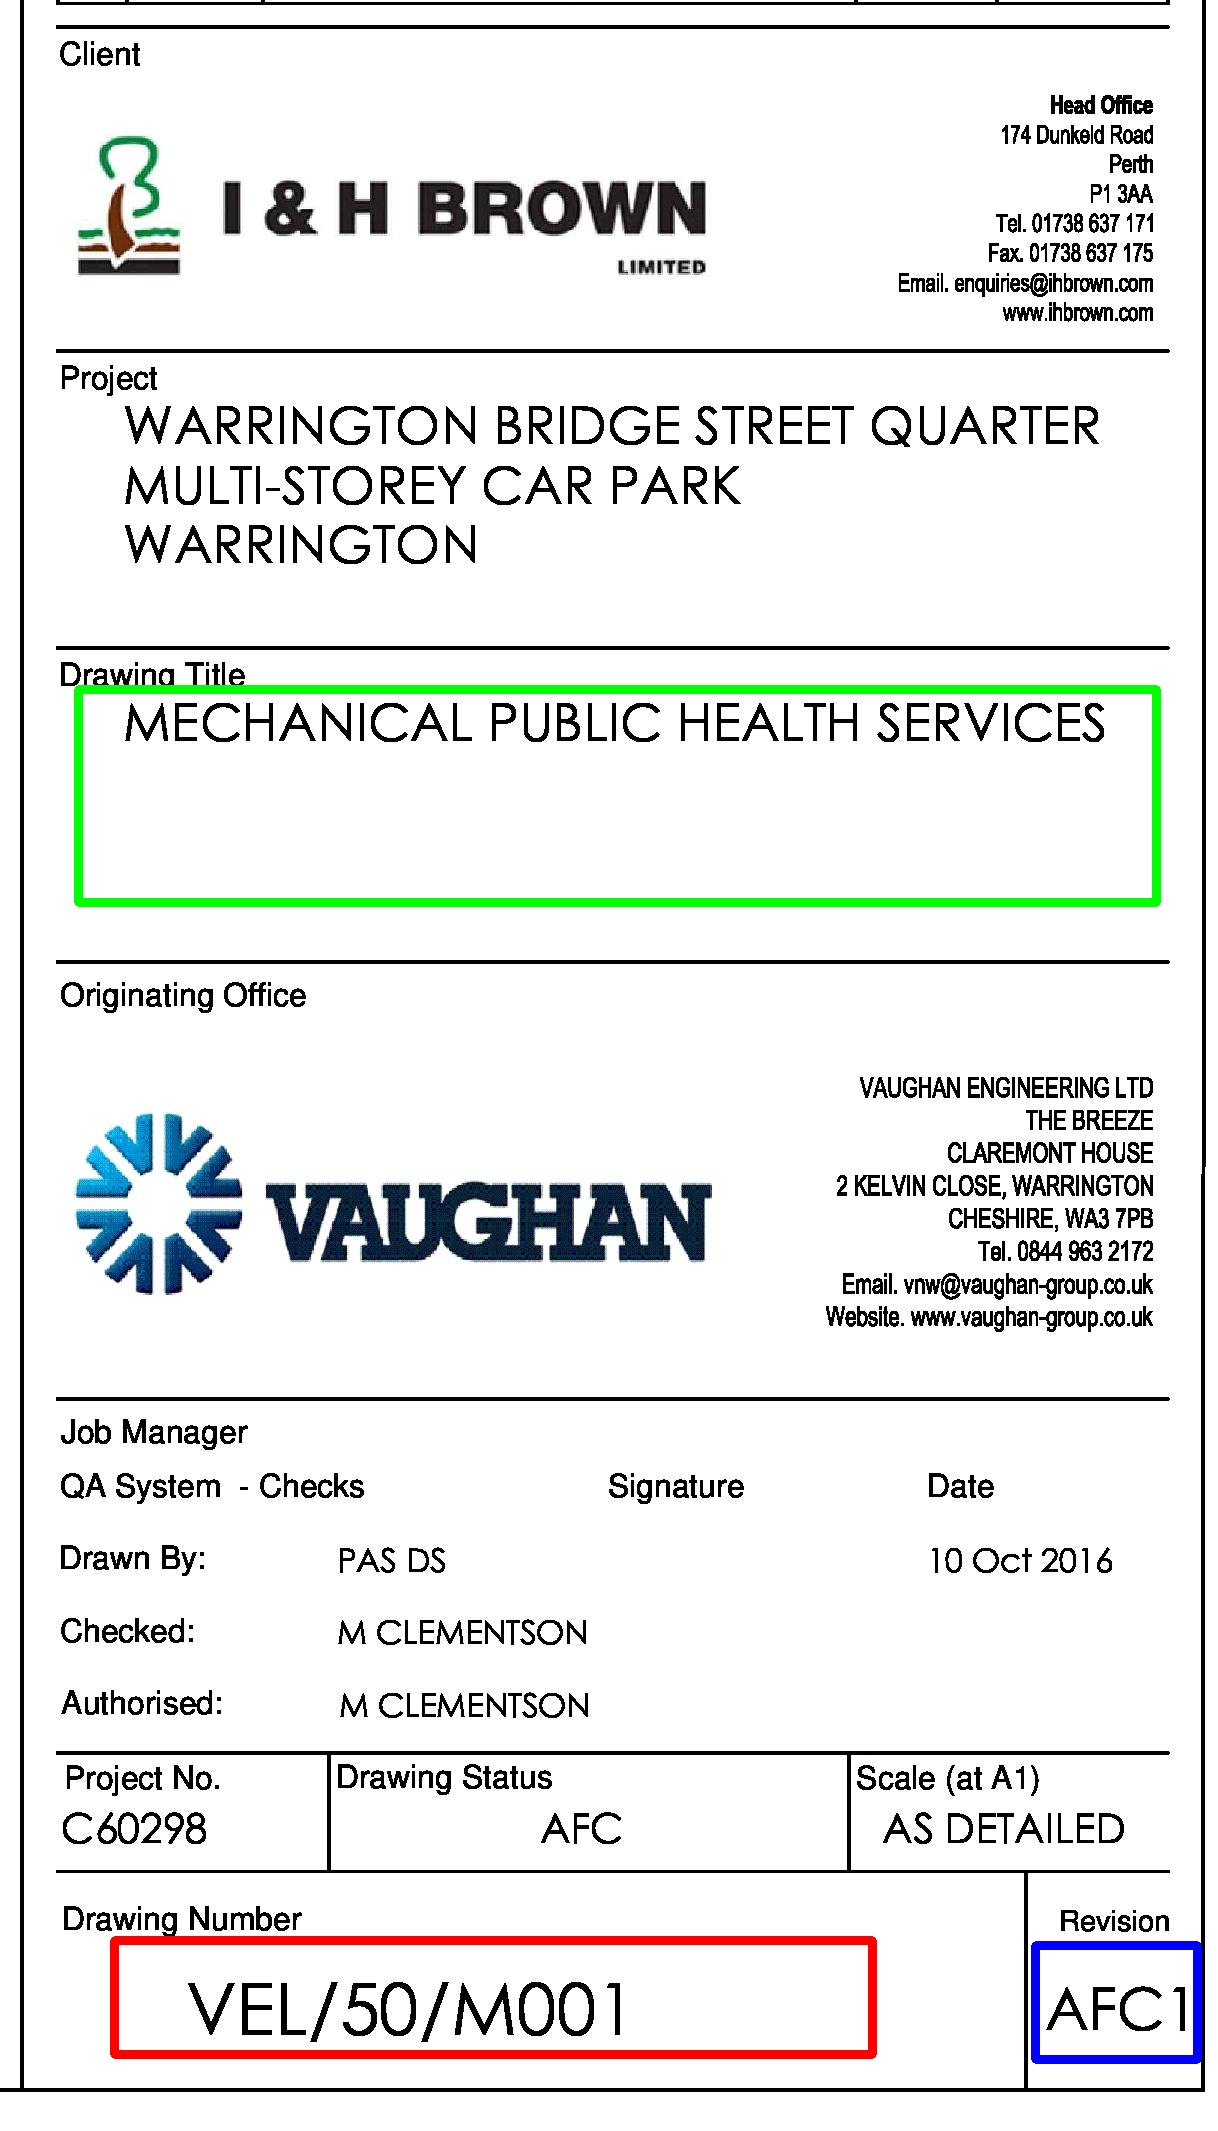 Client
I & H BROWN
LIMITED
Head Office
174 Dunkeld Road
Perth
P1 3AA
Tel. 01738 637 171
Fax. 01738 637 175
Email. enquiries@ihbrown.com
www.ihbrown.com
Project
WARRINGTON BRIDGE STREET QUARTER
MULTI-STOREY CAR PARK
WARRINGTON
Drawing Title
MECHANICAL PUBLIC HEALTH SERVICES
Originating Office
VAUGHAN
VAUGHAN ENGINEERING LTD
THE BREEZE
CLAREMONT HOUSE
2 KELVIN CLOSE, WARRINGTON
CHESHIRE, WA3 7PB
Tel. 0844 963 2172
Email. vnw@vaughan-group.co.uk
Website. www.vaughan-group.co.uk
Job Manager
QA System - Checks Signature Date
Drawn By: PAS DS 10 Oct 2016
Checked: M CLEMENTSON
Authorised: M CLEMENTSON
Project No. Drawing Status Scale (at A1)
C60298 AFC AS DETAILED
Drawing Number Revision
VEL/50/M001 AFC1